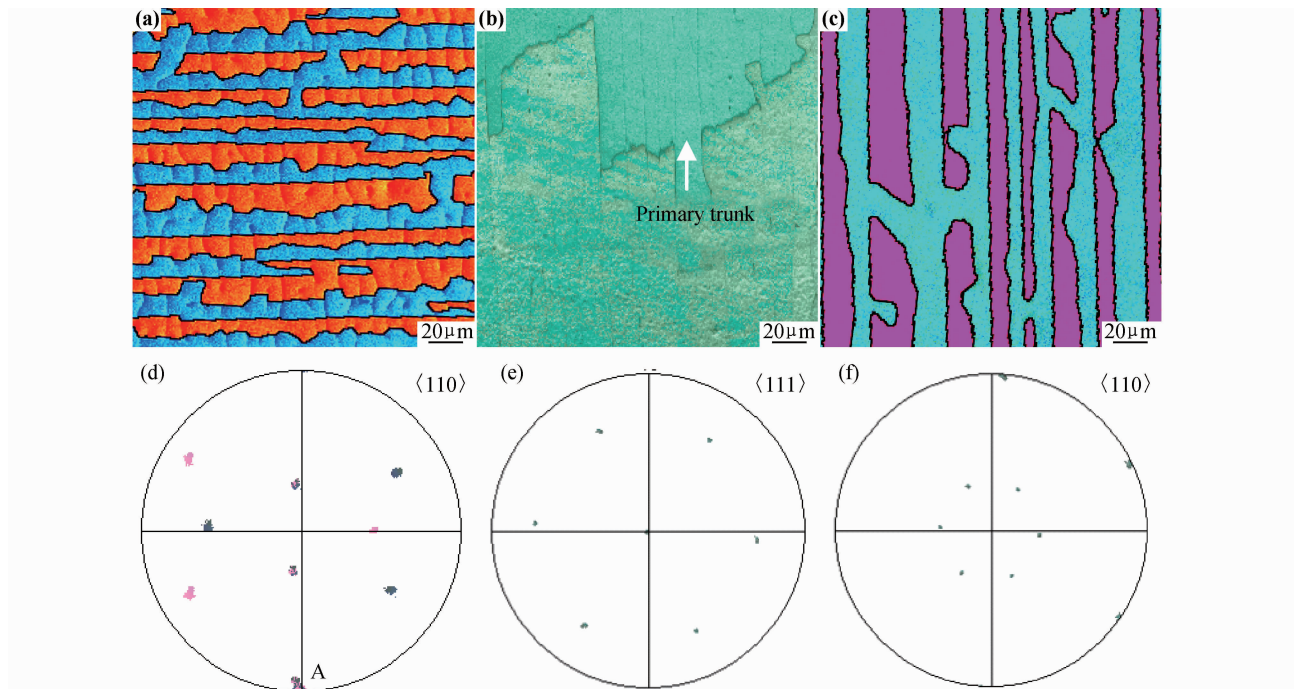 (a)
(b)
(c)
Primary trunk
20μm
20μm
20μm
(d)
〈110〉
(e)
〈111〉
(f)
〈110〉
A